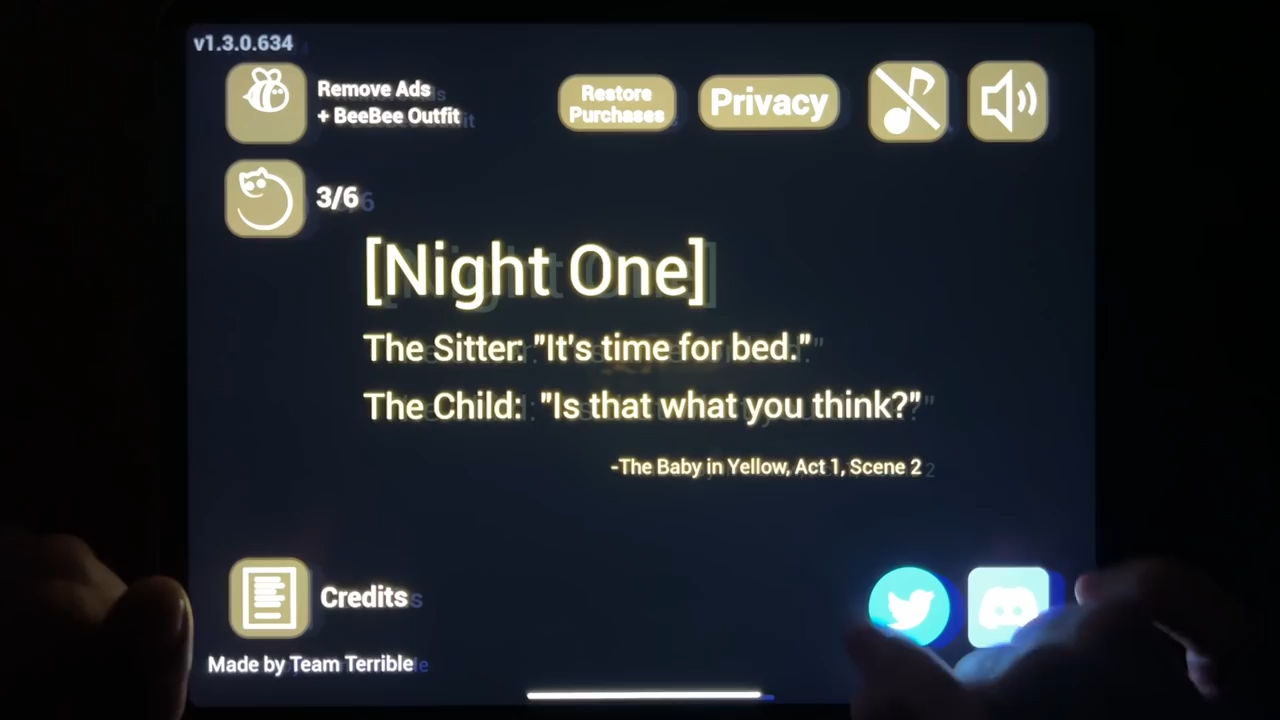 v1.3.0.634
Remove Ads
+ BeeBee Outfit
Restore
Purchases
Privacy
3/6
[Night One]
The Sitter: "It's time for bed."
The Child: "Is that what you think?"
-The Baby in Yellow, Act 1, Scene 2
Credits
Made by Team Terrible